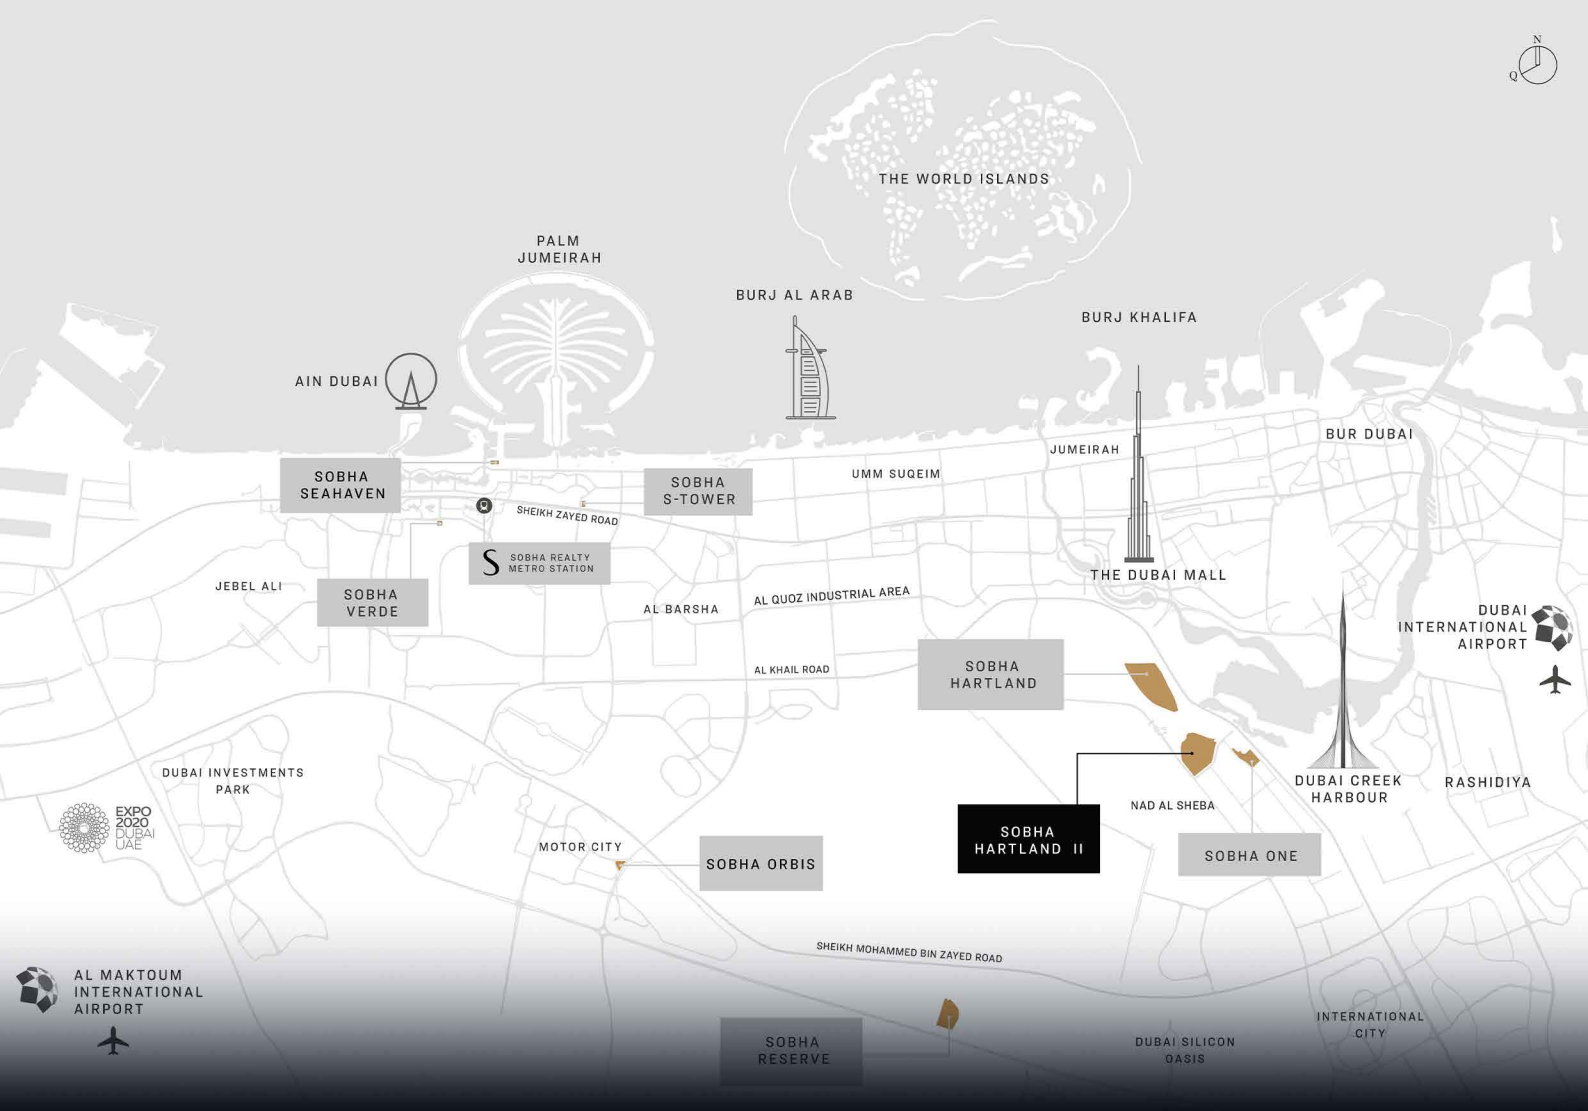 N
Q
THE WORLD ISLANDS
PALM
JUMEIRAH
BURJ AL ARAB
BURJ KHALIFA
AIN DUBAI
BUR DUBAI
JUMEIRAH
UMM SUQEIM
SOBHA
SEAHAVEN
SOBHA
S-TOWER
SHEIKH ZAYED ROAD
S
SOBHA REALTY
METRO STATION
THE DUBAI MALL
JEBEL ALI
SOBHA
VERDE
AL BARSHA
AL QUOZ INDUSTRIAL AREA
DUBAI
INTERNATIONAL
AIRPORT
AL KHAIL ROAD
SOBHA
HARTLAND
DUBAI INVESTMENTS
PARK
DUBAI CREEK
HARBOUR
RASHIDIYA
NAD AL SHEBA
EXPO
2020
DUBAI
UAE
MOTOR CITY
SOBHA ORBIS
SOBHA
HARTLAND II
SOBHA ONE
SHEIKH MOHAMMED BIN ZAYED ROAD
AL MAKTOUM
INTERNATIONAL
AIRPORT
SOBHA
RESERVE
DUBAI SILICON
OASIS
INTERNATIONAL
CITY